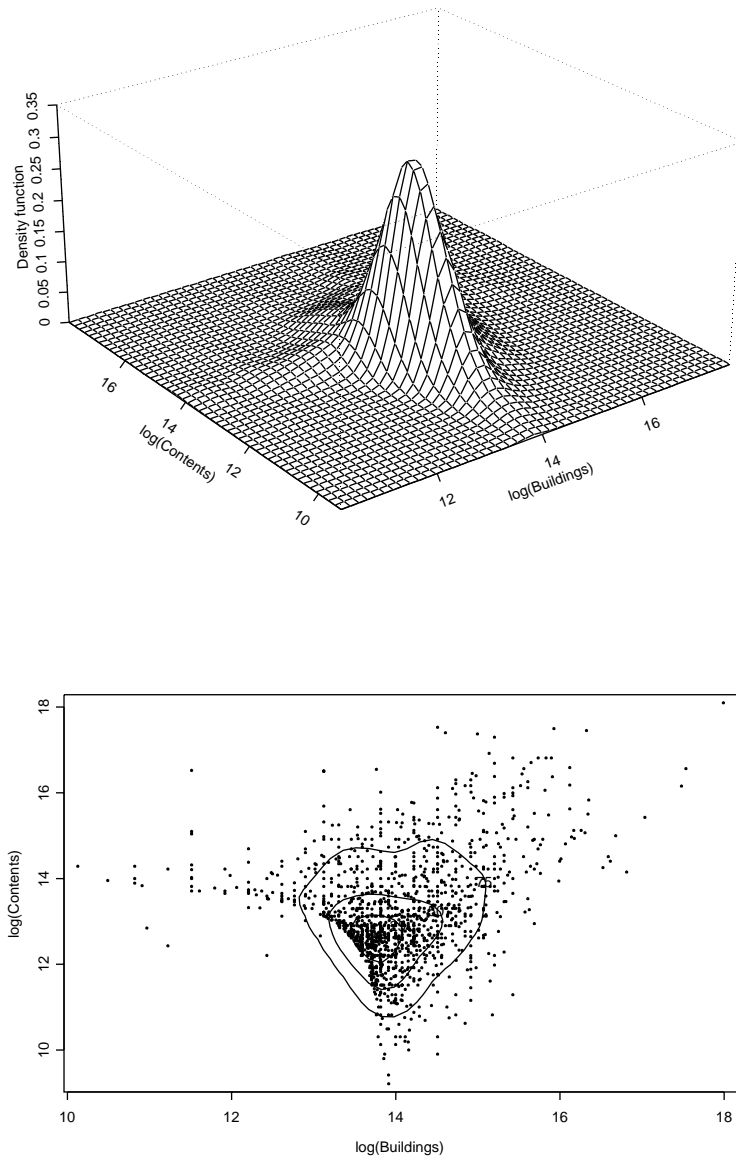 0 0.05 0.1 0.15 0.2 0.25 0.3 0.35
Density function
16 14 12 10
log(Contents)
12 14 16
log(Buildings)
18
16
14
12
10
log(Contents)
10 12 14 16 18
log(Buildings)